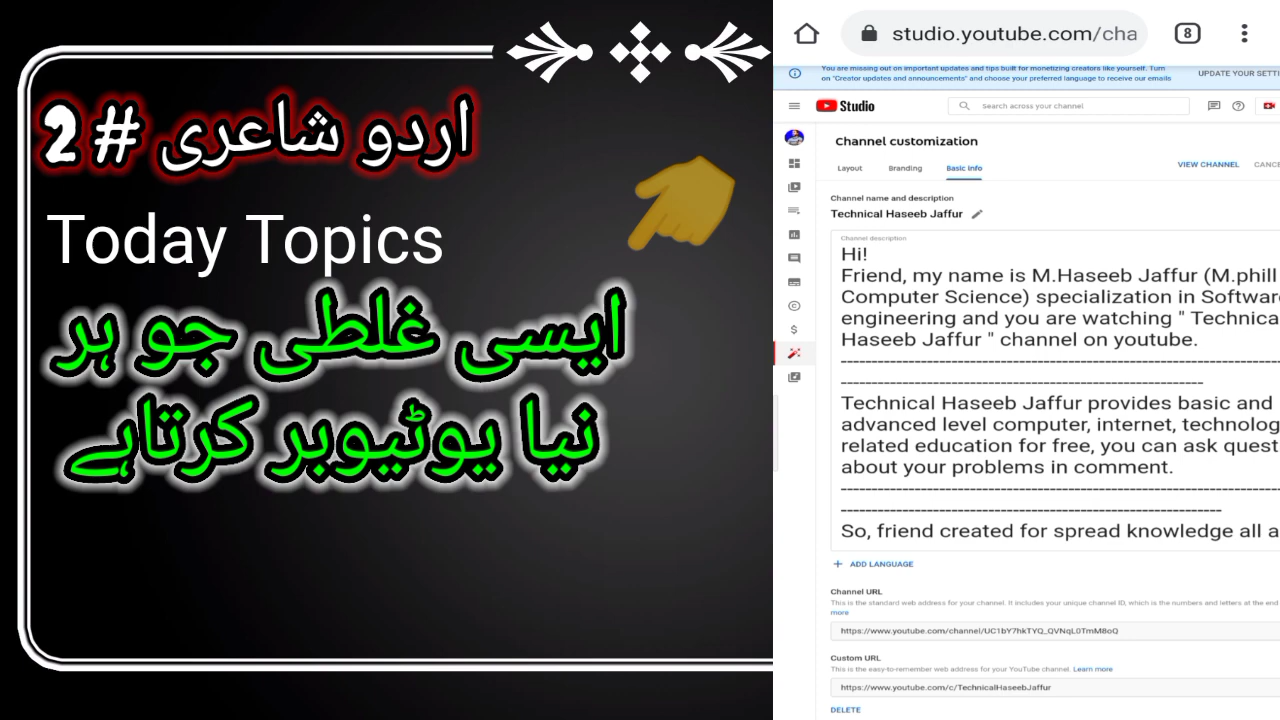 اردو شاعری # 2
Today Topics
ایسی غلطی جو ہر
نیا یوٹیوبر کرتاہے
studio.youtube.com/cha
8
You are missing out on important updates and tips built for monetizing creators like yourself. Turn
on "Creator updates and announcements" and choose your preferred language to receive our emails
UPDATE YOUR SETTI
Studio
Search across your channel
Channel customization
Layout
Branding
Basic info
VIEW CHANNEL
CANCE
Channel name and description
Technical Haseeb Jaffur
Channel description
Hi!
Friend, my name is M.Haseeb Jaffur (M.phill
Computer Science) specialization in Softwar
engineering and you are watching " Technica
Haseeb Jaffur " channel on youtube.
--------------------------------------------------------------------------
------------------------------------------------------------
Technical Haseeb Jaffur provides basic and
advanced level computer, internet, technolog
related education for free, you can ask quest
about your problems in comment.
--------------------------------------------------------------------------
---------------------------------------------------------------
So, friend created for spread knowledge all a
+ ADD LANGUAGE
Channel URL
This is the standard web address for your channel. It includes your unique channel ID, which is the numbers and letters at the end
more
https://www.youtube.com/channel/UC1bY7hkTYQ_QVNqL0TmM8oQ
Custom URL
This is the easy-to-remember web address for your YouTube channel. Learn more
https://www.youtube.com/c/TechnicalHaseebJaffur
DELETE